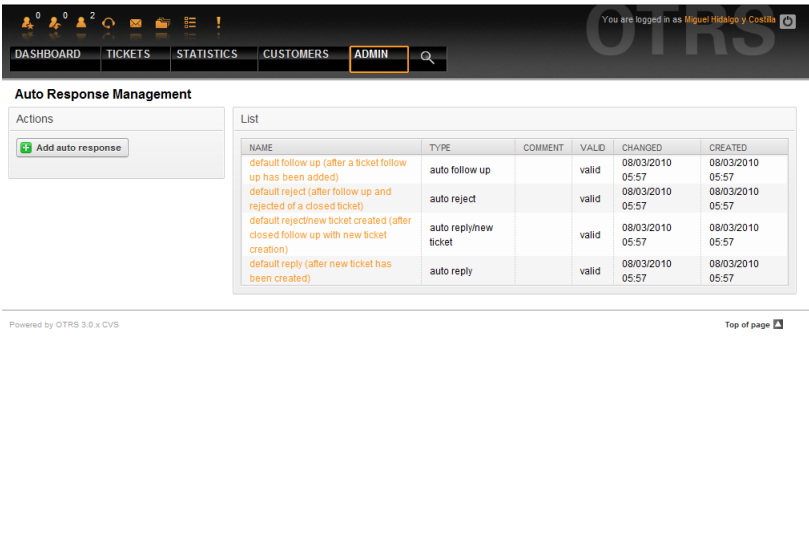 0 0 2
You are logged in as Miguel Hidalgo y Costilla
OTRS
DASHBOARD TICKETS STATISTICS CUSTOMERS ADMIN
Auto Response Management
Actions
Add auto response
List
NAME TYPE COMMENT VALID CHANGED CREATED
default follow up (after a ticket follow
up has been added)
auto follow up
valid
08/03/2010
05:57
08/03/2010
05:57
default reject (after follow up and
rejected of a closed ticket)
auto reject
valid
08/03/2010
05:57
08/03/2010
05:57
default reject/new ticket created (after
closed follow up with new ticket
creation)
auto reply/new
ticket
valid
08/03/2010
05:57
08/03/2010
05:57
default reply (after new ticket has
been created)
auto reply
valid
08/03/2010
05:57
08/03/2010
05:57
Powered by OTRS 3.0.x CVS
Top of page